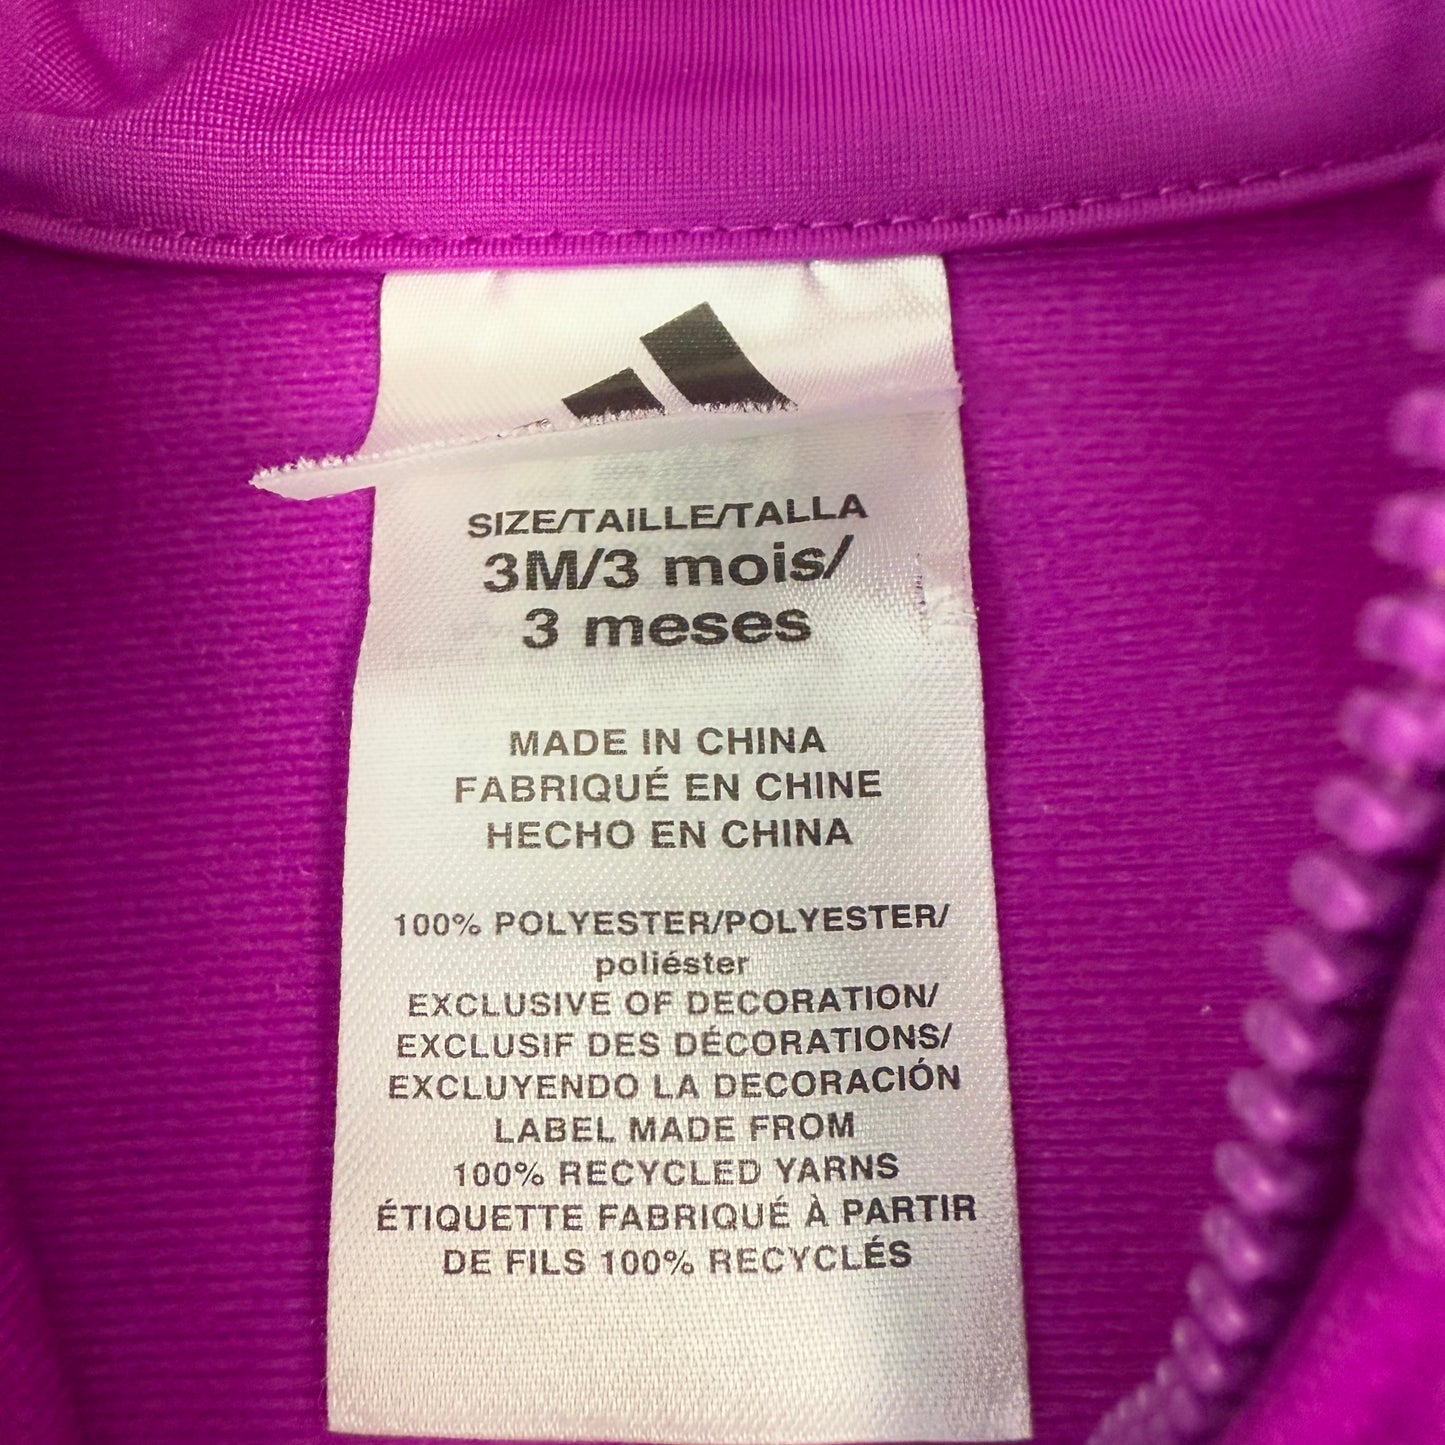 SIZE/TAILLE/TALLA
3M/3 mois/
3 meses
MADE IN CHINA
FABRIQUÉ EN CHINE
HECHO EN CHINA
100% POLYESTER/POLYESTER/
poliéster
EXCLUSIVE OF DECORATION/
EXCLUSIF DES DÉCORATIONS/
EXCLUYENDO LA DECORACIÓN
LABEL MADE FROM
100% RECYCLED YARNS
ÉTIQUETTE FABRIQUÉ À PARTIR
DE FILS 100% RECYCLÉS